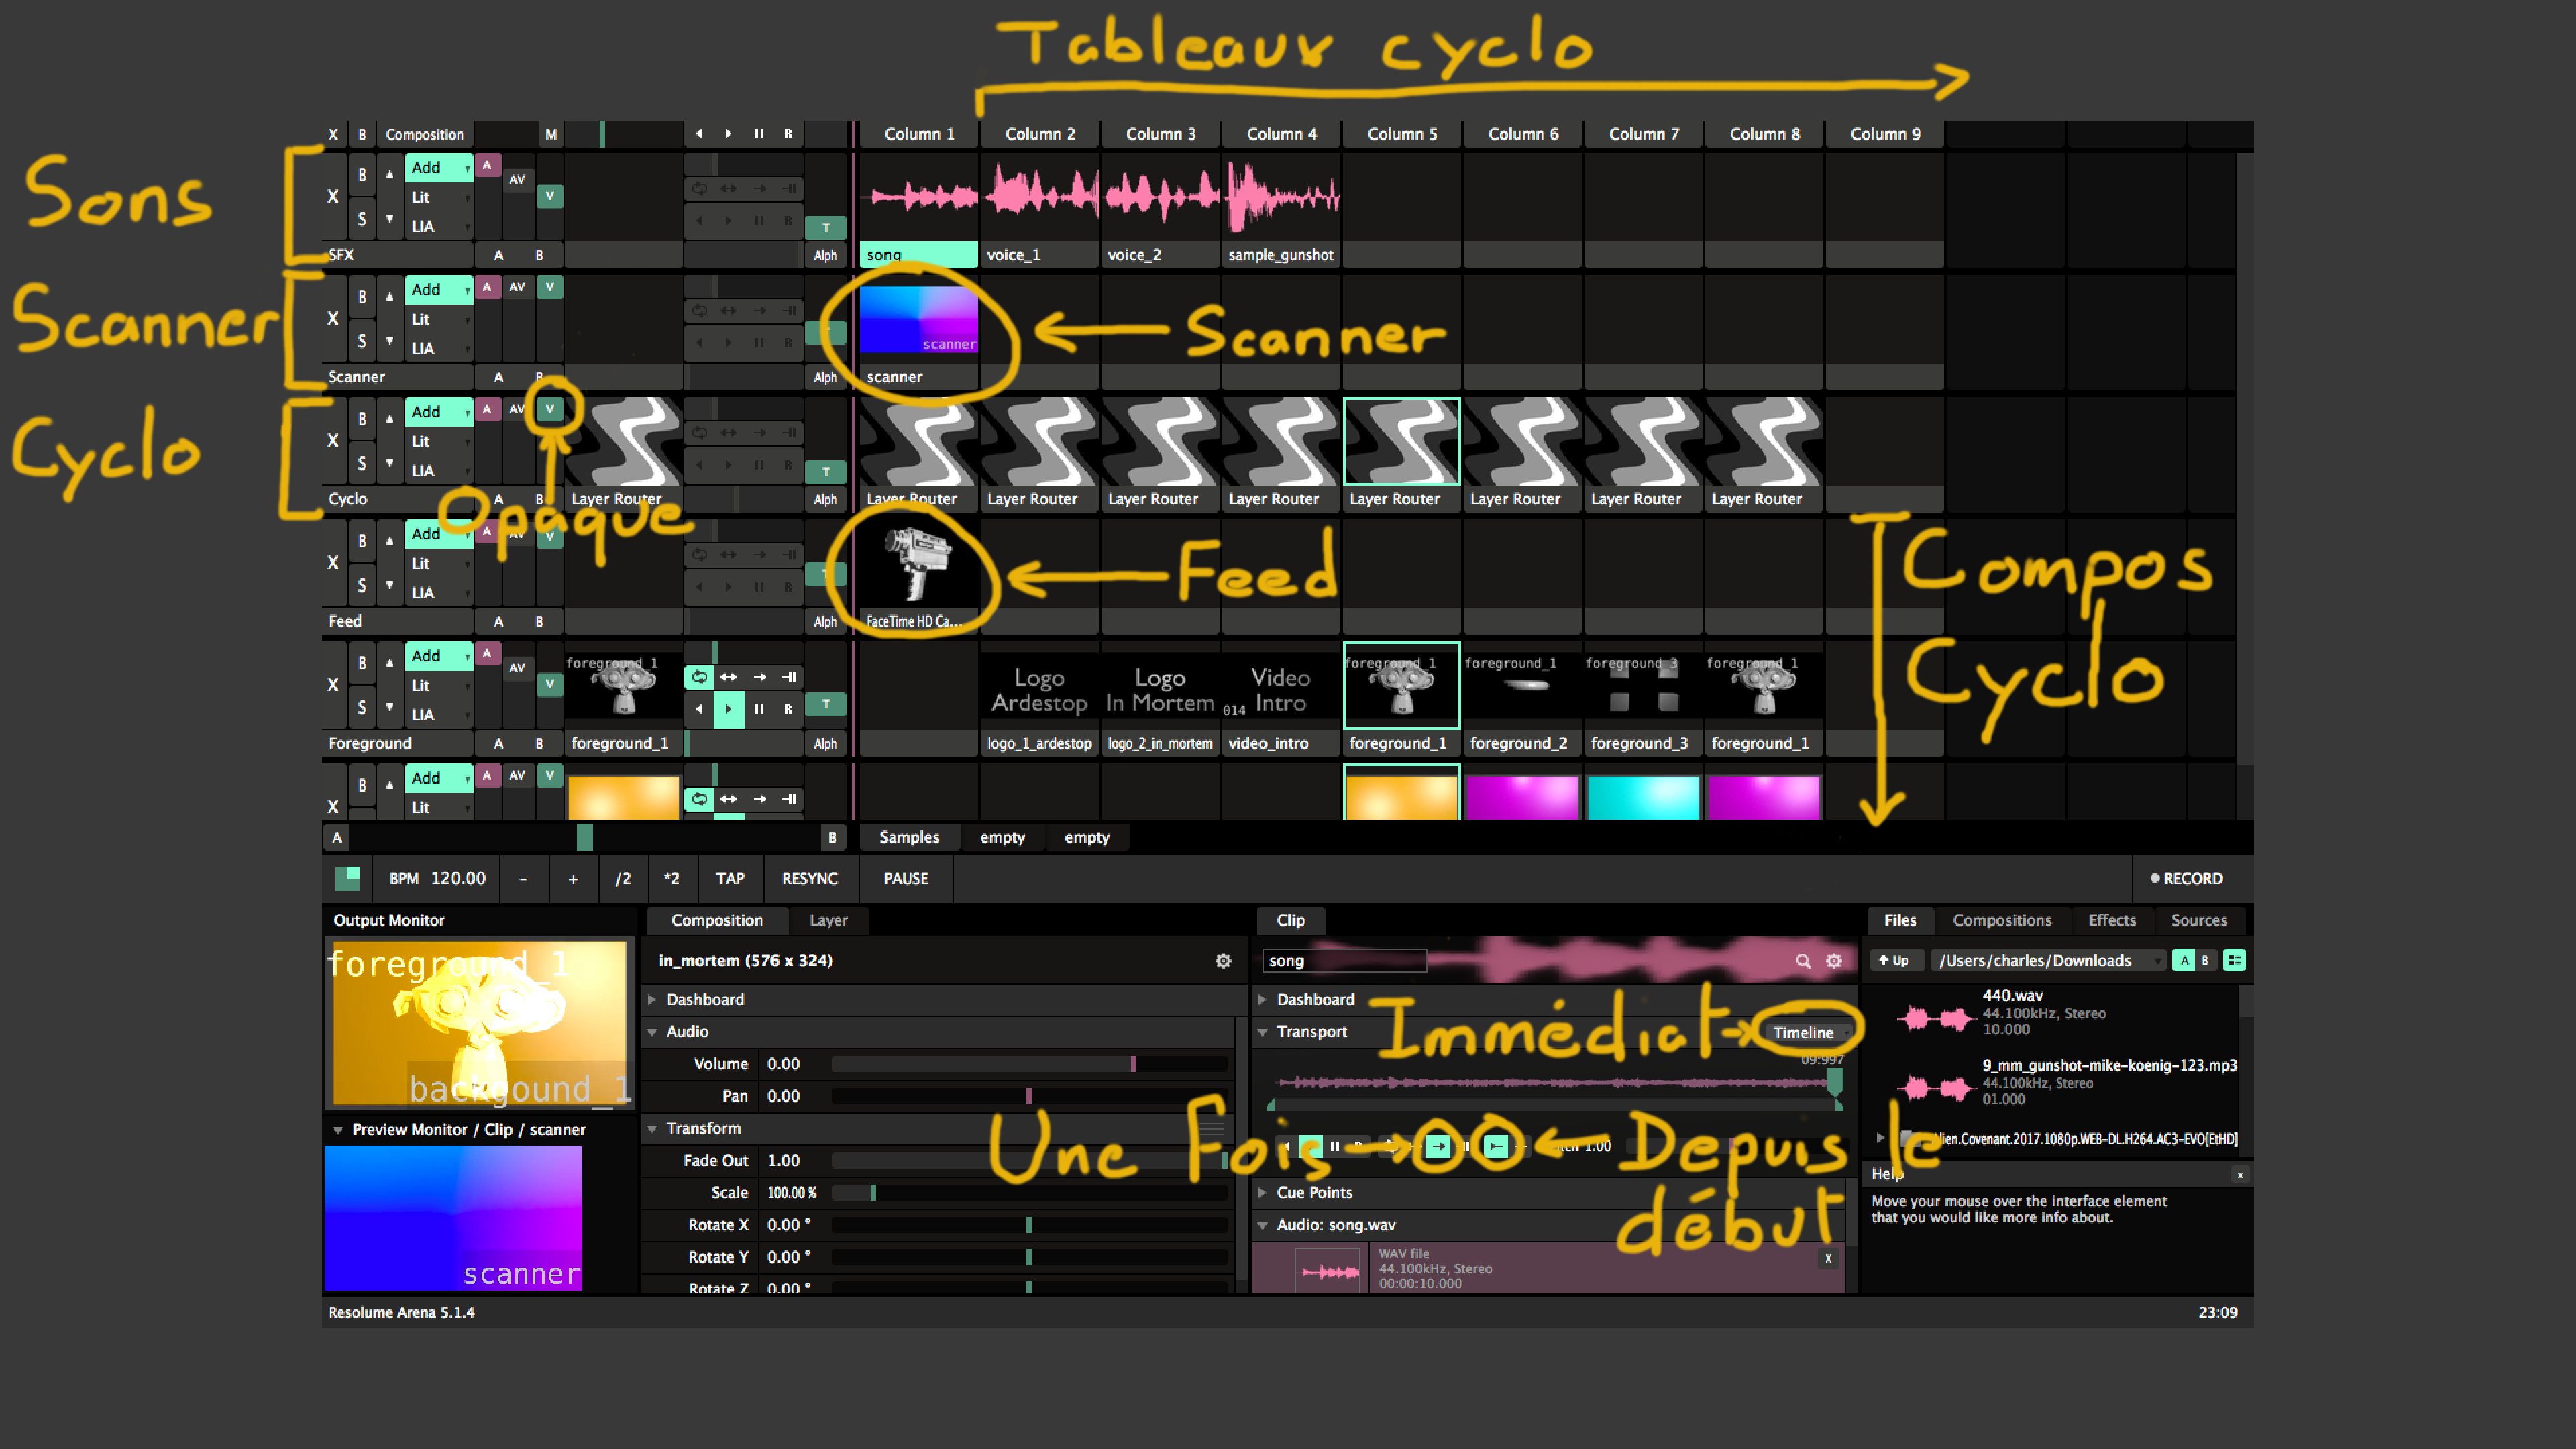 Tableaux cyclo
X B Composition M R Column 1 Column 2 Column 3 Column 4 Column 5 Column 6 Column 7 Column 8 Column 9
Sons
X B S Add Lit LIA A AV V T
SFX A B Alph song voice_1 voice_2 sample_gunshot
Scanner
X B S Add Lit LIA A AV V
scanner
← Scanner
Scanner A B Alph scanner
Cyclo
X B S Add Lit LIA A AV V R T
Cyclo A B Layer Router Alph Layer Router Layer Router Layer Router Layer Router Layer Router Layer Router Layer Router Layer Router
Opaque
X B S Add Lit LIA A AV V R T
← Feed
Feed A B Alph FaceTime HD Ca...
Compos
Cyclo
X B S Add Lit LIA A AV V R T
foreground_1 Logo Ardestop Logo In Mortem 014 Video Intro foreground_1 foreground_1 foreground_3 foreground_1
Foreground A B foreground_1 Alph logo_1_ardestop logo_2_in_mortem video_intro foreground_1 foreground_2 foreground_3 foreground_1
X B Add Lit A AV V
A B Samples empty empty
BPM 120.00 - + /2 *2 TAP RESYNC PAUSE RECORD
Output Monitor
foreground_1
backgound_1
Preview Monitor / Clip / scanner
scanner
Composition Layer
in_mortem (576 x 324)
Dashboard
Audio
Volume 0.00
Pan 0.00
Transform
Fade Out 1.00
Scale 100.00 %
Rotate X 0.00 °
Rotate Y 0.00 °
Rotate Z 0.00 °
Clip
song
Dashboard
Transport Timeline
Immédiat→
09:997
Une Fois→
← Depuis le
début
1.00
Cue Points
Audio: song.wav
WAV file
44.100kHz, Stereo
00:00:10.000
X
Files Compositions Effects Sources
Up /Users/charles/Downloads A B
440.wav
44.100kHz, Stereo
10.000
9_mm_gunshot-mike-koenig-123.mp3
44.100kHz, Stereo
01.000
.Covenant.2017.1080p.WEB-DL.H264.AC3-EVO[EtHD]
Help x
Move your mouse over the interface element
that you would like more info about.
Resolume Arena 5.1.4 23:09